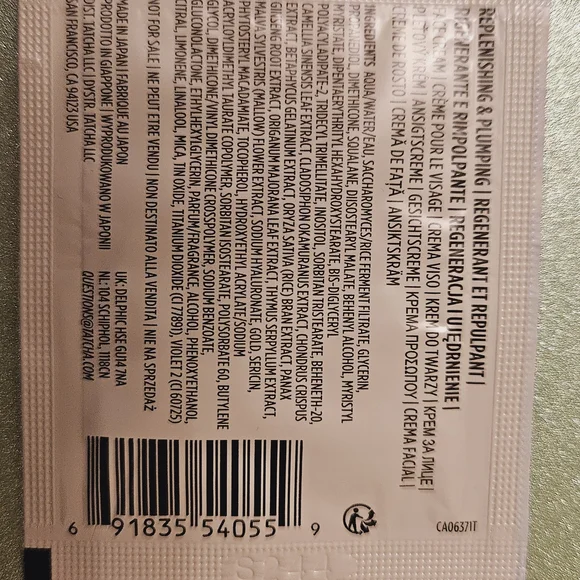 REPLENISHING & PLUMPING | REGENERANT ET REPULPANT |
E RIMPOLPANTE | REGENERACJA I UJĘDRNIENIE |
CREAM | CRÈME POUR LE VISAGE | CREMA VISO | KREM DO TWARZY | КРЕМ ЗА ЛИЦЕ |
ANSIGTSCREME | GESICHTSCREME | ΚΡΕΜΑ ΠΡΟΣΩΠΟΥ | CREMA FACIAL |
CREME DE ROSTO | CREMĂ DE FAȚĂ | ANSIKTSKRÄM
INGREDIENTS: AQUA/WATER/EAU, SACCHAROMYCES/RICE FERMENT FILTRATE, GLYCERIN,
PROPANEDIOL, DIMETHICONE, SQUALANE, DIISOSTEARYL MALATE, BEHENYL ALCOHOL, MYRISTYL
MYRISTATE, DIPENTAERYTHRITYL HEXAHYDROXYSTEARATE, BIS-DIGLYCERYL
POLYACYLADIPATE-2, TRIDECYL TRIMELLITATE, INOSITOL, SORBITAN TRISTEARATE, BEHENETH-20,
CAMELLIA SINENSIS LEAF EXTRACT, CLADOSIPHON OKAMURANUS EXTRACT, CHONDRUS CRISPUS
EXTRACT, BETAPHYCUS GELATINUM EXTRACT, ORYZA SATIVA (RICE) BRAN EXTRACT, PANAX
GINSENG ROOT EXTRACT, ORIGANUM MAJORANA LEAF EXTRACT, THYMUS SERPYLLUM EXTRACT,
MALVA SYLVESTRIS (MALLOW) FLOWER EXTRACT, SODIUM HYALURONATE, GOLD, SERICIN,
PHYTOSTERYL MACADAMIATE, TOCOPHEROL, HYDROXYETHYL ACRYLATE/SODIUM
ACRYLOYLDIMETHYL TAURATE COPOLYMER, SORBITAN ISOSTEARATE, POLYSORBATE 60, BUTYLENE
GLYCOL, DIMETHICONE/VINYL DIMETHICONE CROSSPOLYMER, SODIUM BENZOATE,
GLUCONOLACTONE, ETHYLHEXYLGLYCERIN, PARFUM/FRAGRANCE, ALCOHOL, PHENOXYETHANOL,
CITRAL, LIMONENE, LINALOOL, MICA, TIN OXIDE, TITANIUM DIOXIDE (CI 77891), VIOLET 2 (CI 60725)
NOT FOR SALE | NE PEUT ÊTRE VENDU | NON DESTINATO ALLA VENDITA | NIE NA SPRZEDAŻ
MADE IN JAPAN | FABRIQUÉ AU JAPON
PRODOTTO IN GIAPPONE | WYPRODUKOWANO W JAPONII
DIST. TATCHA LLC | DYSTR. TATCHA LLC
SAN FRANCISCO, CA 94123 USA
UK: DELPHIC HSE GU14 7NA
NL: 104 SCHIPHOL, 1118CN
QUESTIONS@TATCHA.COM
6 91835 54055 9
CA06371T